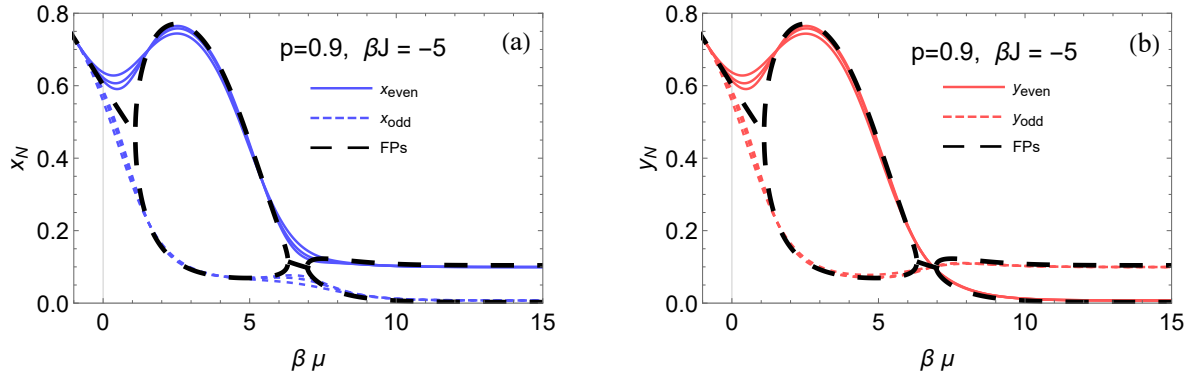 0.8
0.6
0.4
0.2
0.0
x_N
p=0.9, βJ = −5
(a)
x_even
x_odd
FPs
0
5
10
15
β μ
0.8
0.6
0.4
0.2
0.0
y_N
p=0.9, βJ = −5
(b)
y_even
y_odd
FPs
0
5
10
15
β μ